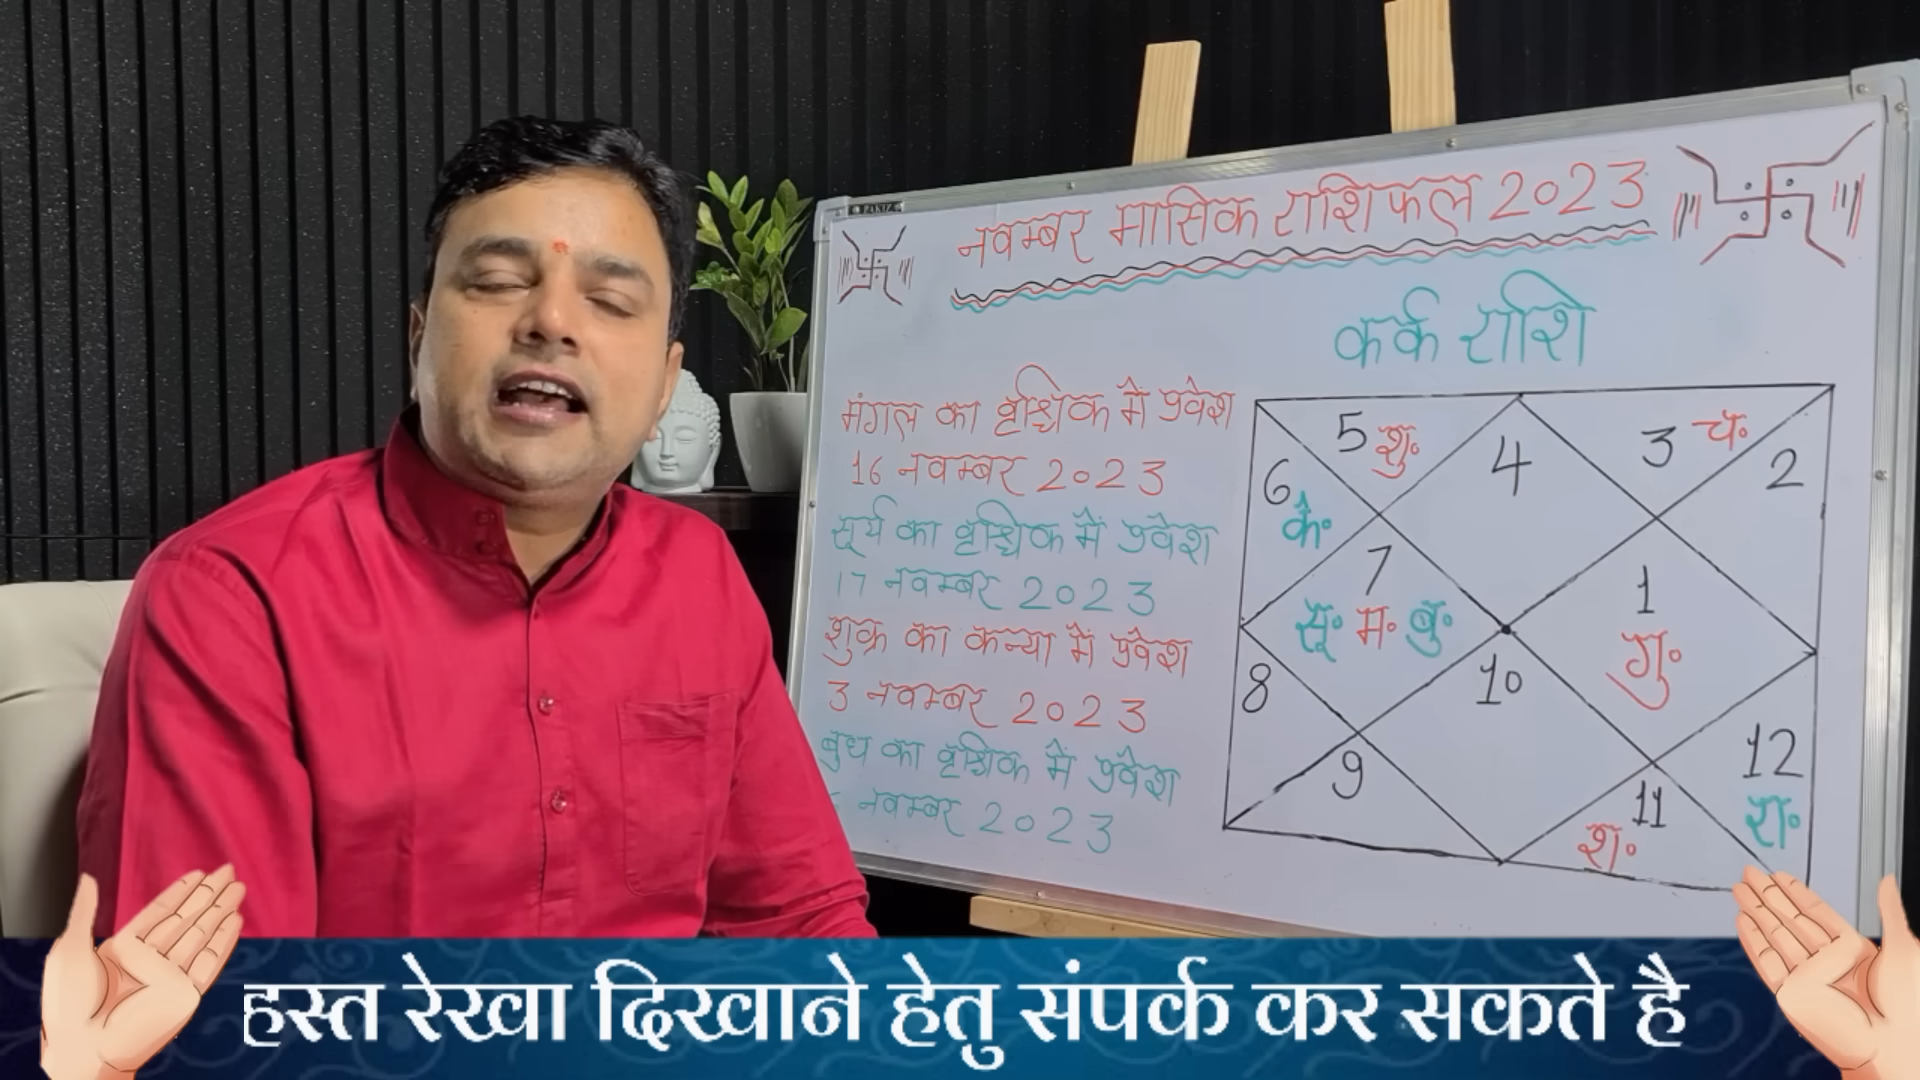 नवम्बर मासिक राशिफल 2023
कर्क राशि
मंगल का वृश्चिक में प्रवेश
16 नवम्बर 2023
सूर्य का वृश्चिक में प्रवेश
17 नवम्बर 2023
शुक्र का कन्या में प्रवेश
3 नवम्बर 2023
बुध का वृश्चिक में प्रवेश
नवम्बर 2023
5 शु॰
4
3 चं॰
2
6
के॰
7
सू॰ मं॰ बु॰
1
गु॰
8
10
9
12
रा॰
11
श॰
हस्त रेखा दिखाने हेतु संपर्क कर सकते है